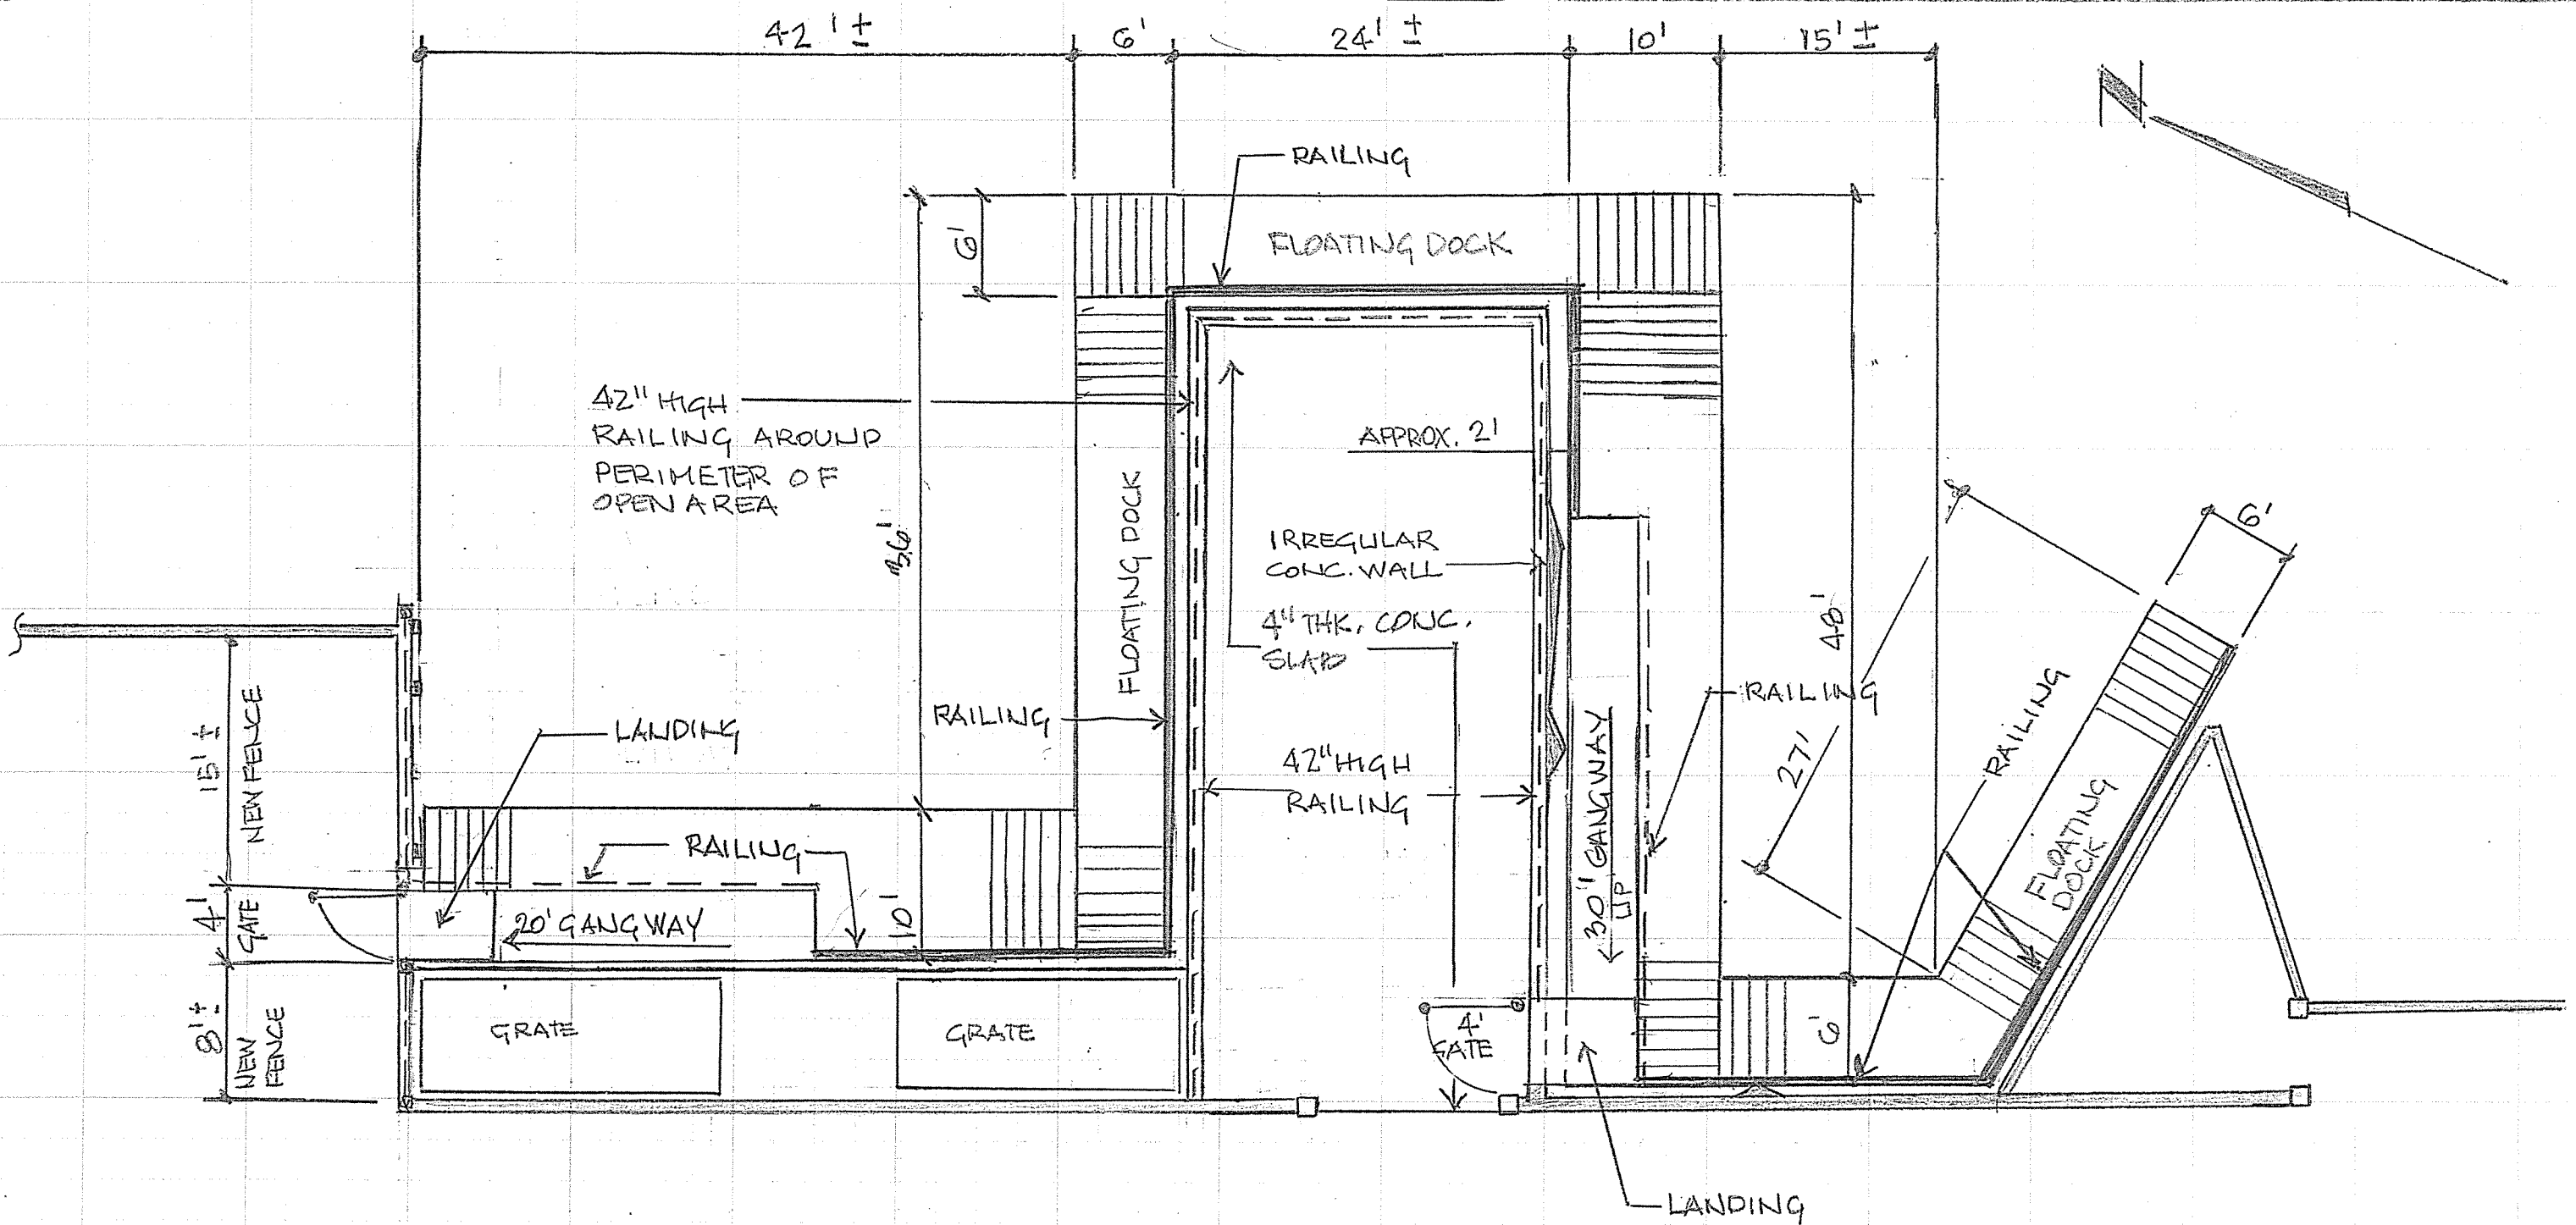 42'±
6'
24'±
10'
15'±
N
RAILING
6'
FLOATING DOCK
42" HIGH
RAILING AROUND
PERIMETER OF
OPEN AREA
36'
FLOATING DOCK
APPROX. 2'
IRREGULAR
CONC. WALL
4" THK. CONC.
SLAB
48'
6'
27'
RAILING
RAILING
FLOATING
DOCK
15'±
NEW FENCE
LANDING
RAILING
42" HIGH
RAILING
30' GANGWAY
UP
RAILING
4'
GATE
20' GANGWAY
10'
8'±
NEW
FENCE
GRATE
GRATE
4'
GATE
6'
LANDING